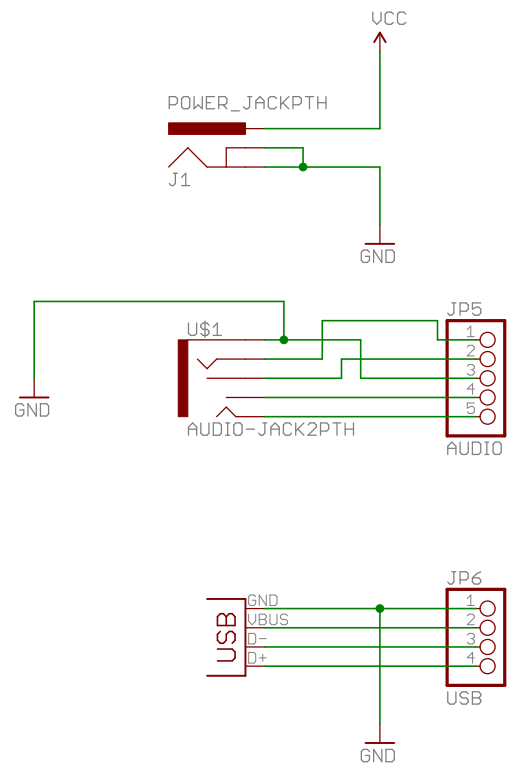 VCC
POWER_JACKPTH
J1
GND
U$1
JP5
1
2
3
4
5
GND
AUDIO-JACK2PTH
AUDIO
JP6
GND
1
VBUS
2
USB
D-
3
D+
4
USB
GND